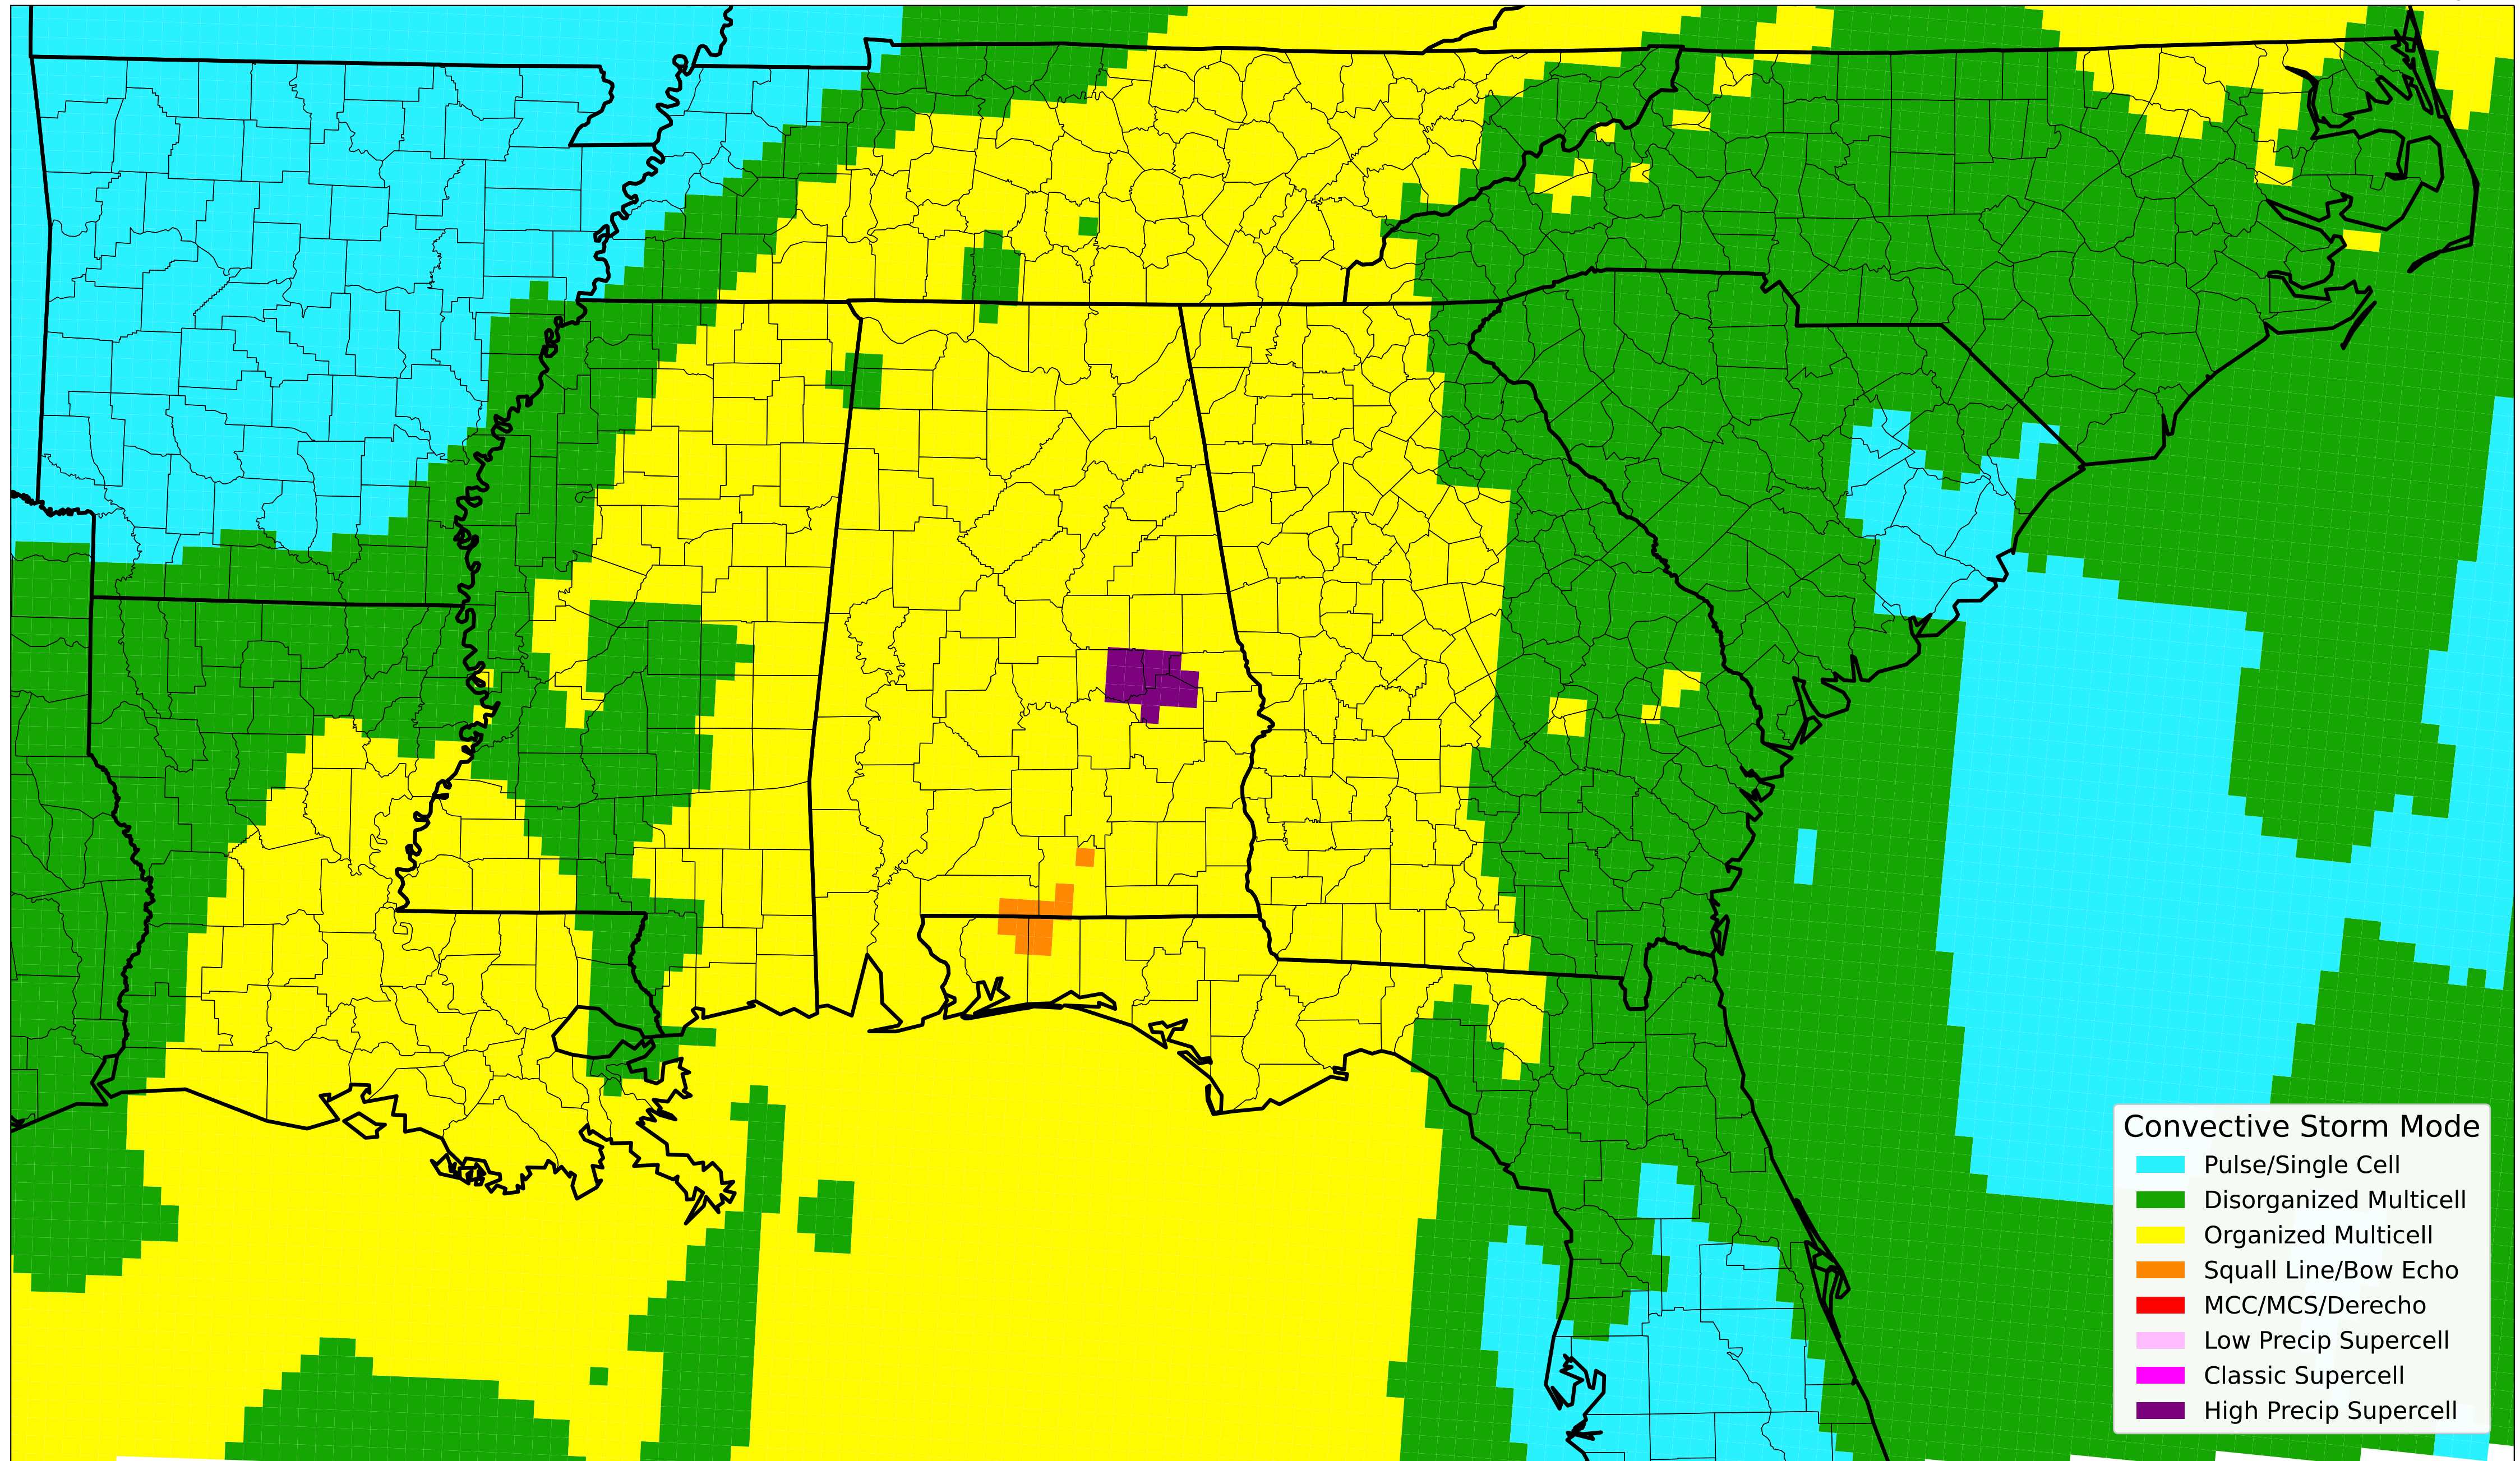 Convective Storm Mode
Pulse/Single Cell
Disorganized Multicell
Organized Multicell
Squall Line/Bow Echo
MCC/MCS/Derecho
Low Precip Supercell
Classic Supercell
High Precip Supercell